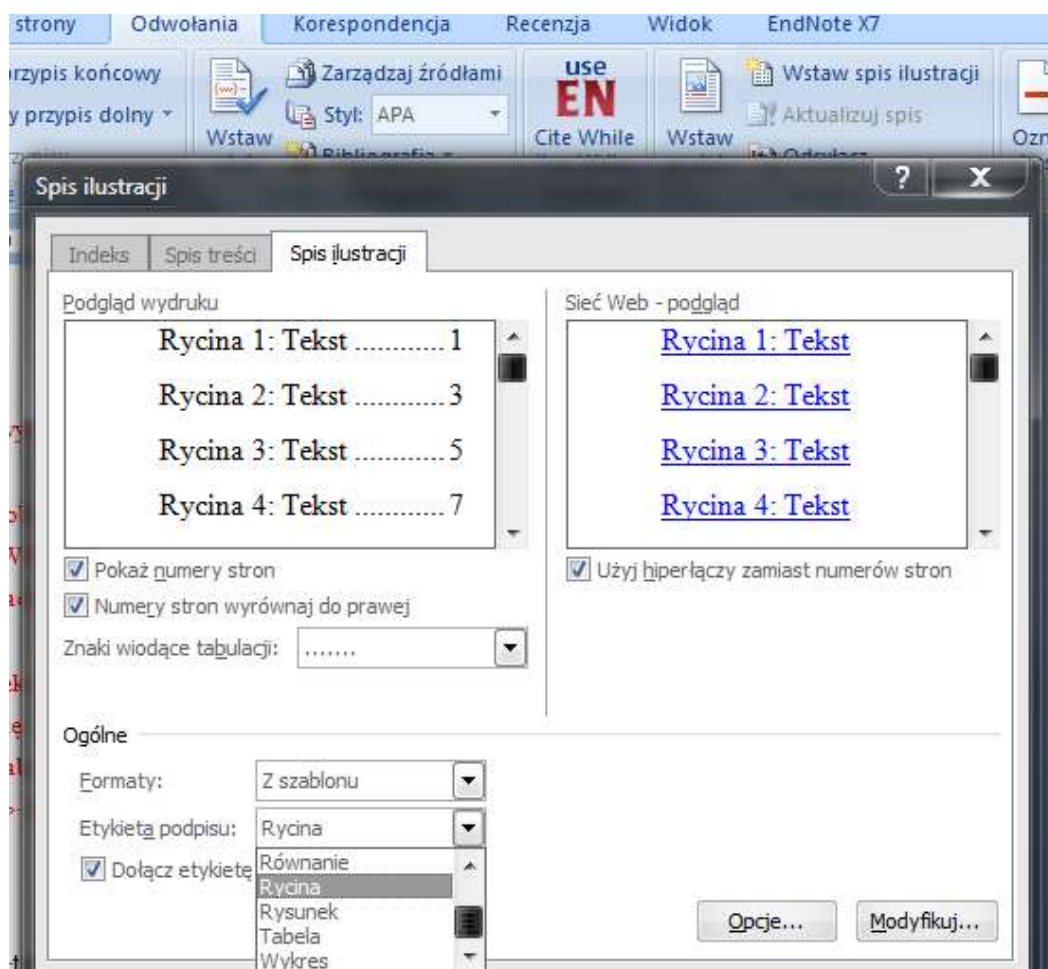 strony Odwołania Korespondencja Recenzja Widok EndNote X7
przypis końcowy Zarządzaj źródłami use Wstaw spis ilustracji
przypis dolny Styl: APA EN Aktualizuj spis
Wstaw Bibliografia Cite While Wstaw Odsyłacz
Spis ilustracji ? X
Indeks Spis treści Spis ilustracji
Podgląd wydruku Sieć Web - podgląd
Rycina 1: Tekst ............ 1 Rycina 1: Tekst
Rycina 2: Tekst ............ 3 Rycina 2: Tekst
Rycina 3: Tekst ............ 5 Rycina 3: Tekst
Rycina 4: Tekst ............ 7 Rycina 4: Tekst
Pokaż numery stron Użyj hiperłączy zamiast numerów stron
Numery stron wyrównaj do prawej
Znaki wiodące tabulacji: .......
Ogólne
Formaty: Z szablonu
Etykieta podpisu: Rycina
Dołącz etykietę Równanie
Rycina
Rysunek
Tabela
Wykres
Opcje... Modyfikuj...